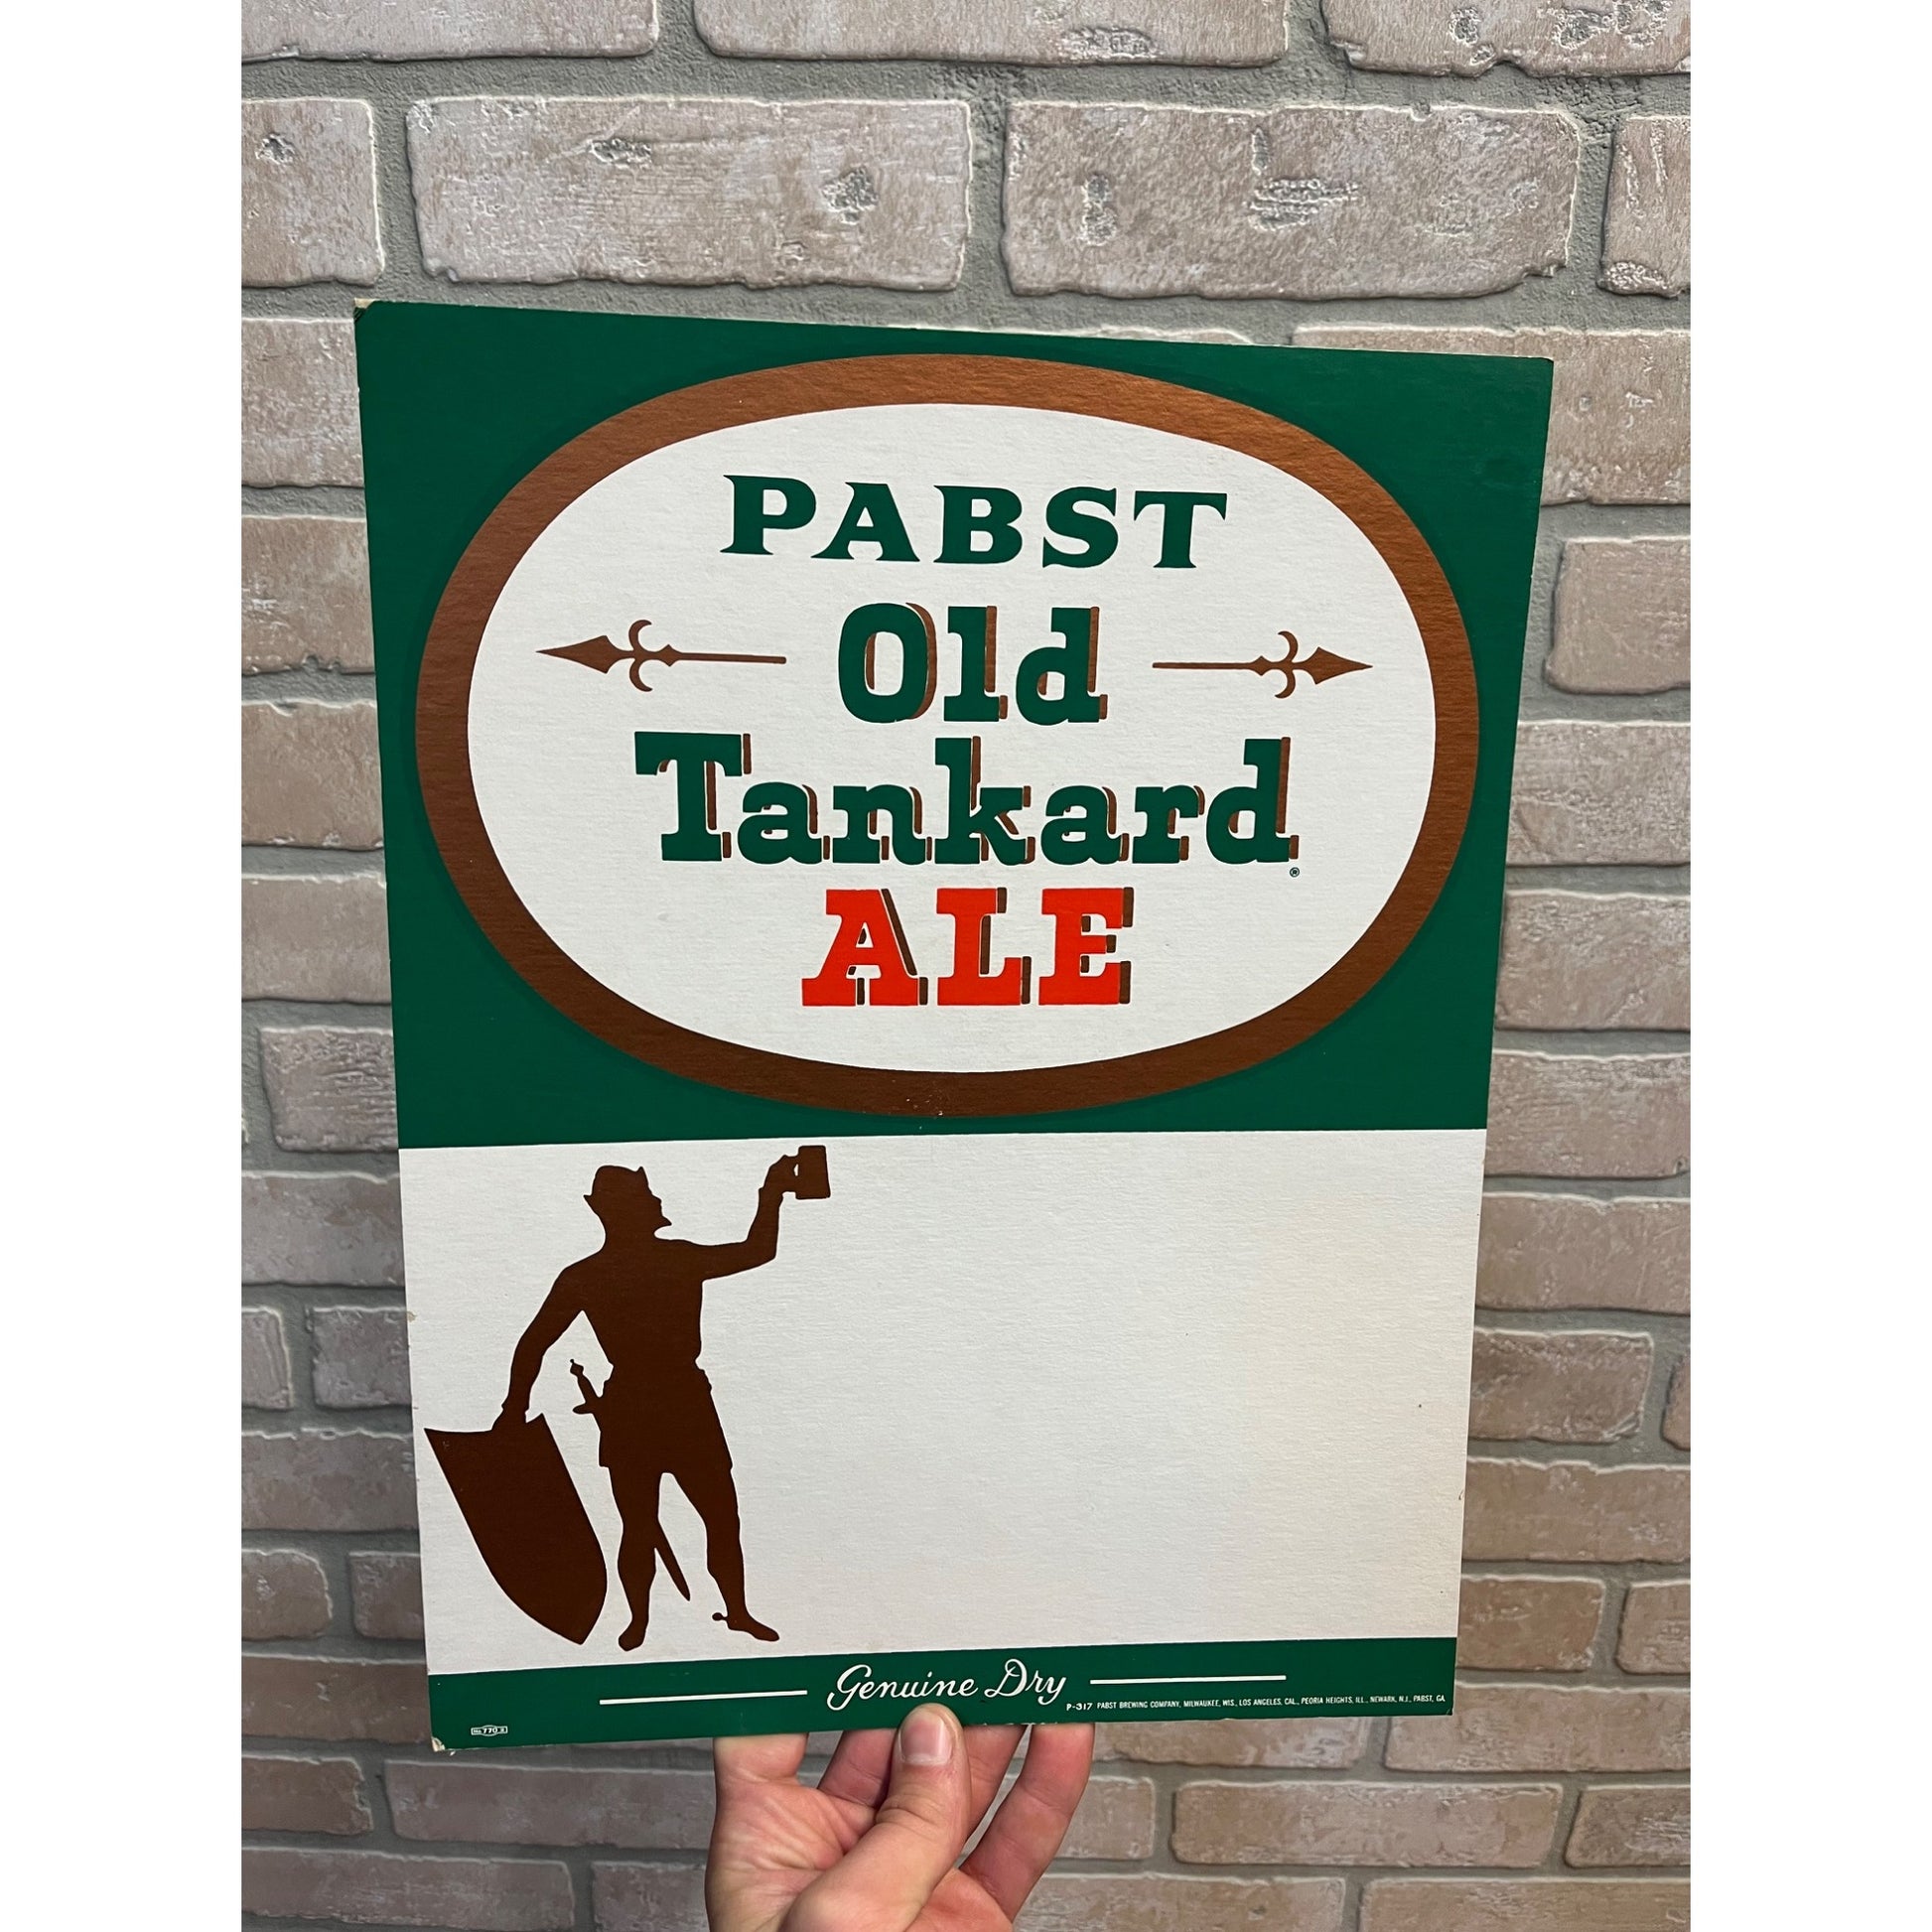 PABST
Old
Tankard®
ALE
Genuine Dry
P-317 PABST BREWING COMPANY, MILWAUKEE, WIS., LOS ANGELES, CAL., PEORIA HEIGHTS, ILL., NEWARK, N.J., PABST, GA.